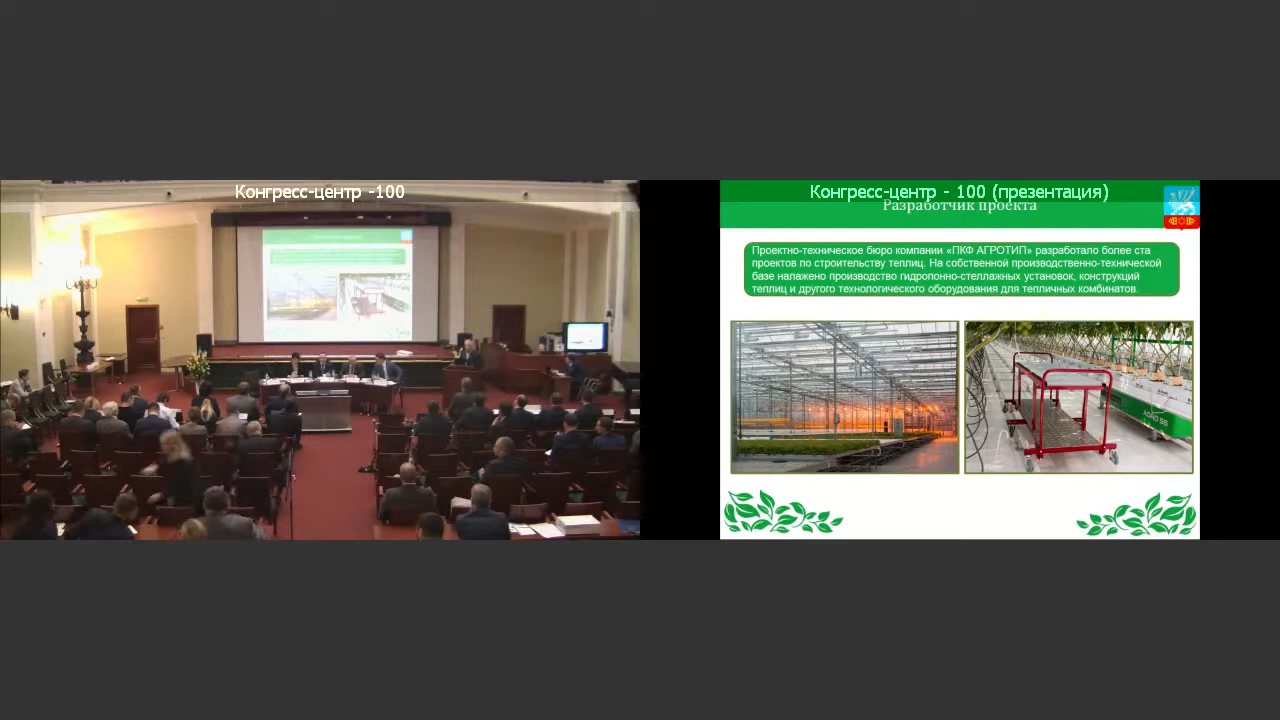 Конгресс-центр -100
Конгресс-центр - 100 (презентация)
Разработчик проекта
Проектно-техническое бюро компании «ПКФ АГРОТИП» разработало более ста
проектов по строительству теплиц. На собственной производственно-технической
базе налажено производство гидропонно-стеллажных установок, конструкций
теплиц и другого технологического оборудования для тепличных комбинатов.